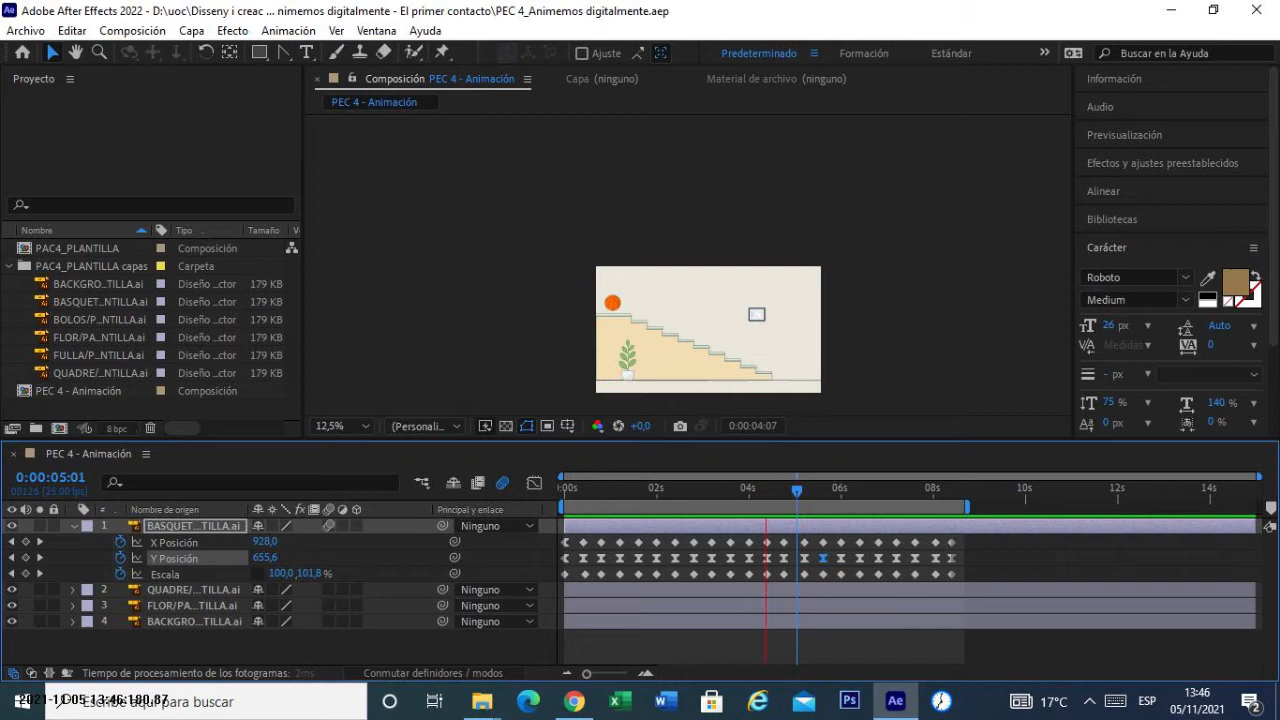 Adobe After Effects 2022 - D:\uoc\Disseny i creac ... nimemos digitalmente - El primer contacto\PEC 4_Animemos digitalmente.aep
Archivo Editar Composición Capa Efecto Animación Ver Ventana Ayuda
Ajuste Predeterminado Formación Estándar Buscar en la Ayuda
Proyecto
Composición PEC 4 - Animación Capa (ninguno) Material de archivo (ninguno)
PEC 4 - Animación
Nombre Tipo Tamaño
PAC4_PLANTILLA Composición
PAC4_PLANTILLA capas Carpeta
BACKGRO...NTILLA.ai Diseño ...ctor 179 KB
BASQUET...NTILLA.ai Diseño ...ctor 179 KB
BOLOS/P...NTILLA.ai Diseño ...ctor 179 KB
FLOR/PA...NTILLA.ai Diseño ...ctor 179 KB
FULLA/P...NTILLA.ai Diseño ...ctor 179 KB
QUADRE/...NTILLA.ai Diseño ...ctor 179 KB
PEC 4 - Animación Composición
8 bpc
12,5% (Personali... +0,0 0:00:04:07
Información
Audio
Previsualización
Efectos y ajustes preestablecidos
Alinear
Bibliotecas
Carácter
Roboto
Medium
26 px Auto
Medidas 0
- px
75 % 140 %
0 px 0 %
PEC 4 - Animación
0:00:05:01
00126 (25.00 fps)
:00s 02s 04s 06s 08s 10s 12s 14s
# Nombre de origen Principal y enlace
1 BASQUET...TILLA.ai Ninguno
X Posición 928,0
Y Posición 655,6
Escala 100,0,101,8 %
2 QUADRE/...TILLA.ai Ninguno
3 FLOR/PA...TILLA.ai Ninguno
4 BACKGRO...TILLA.ai Ninguno
Tiempo de procesamiento de los fotogramas: 2ms Conmutar definidores / modos
2021-11-05 13:46:180.87
17°C ESP
05/11/2021
2